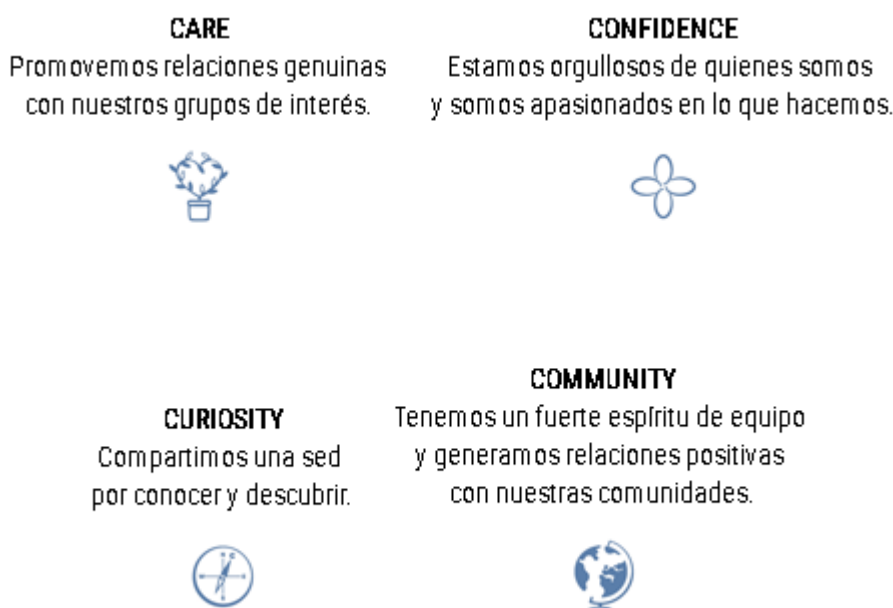 CARE
Promovemos relaciones genuinas
con nuestros grupos de interés.
CONFIDENCE
Estamos orgullosos de quienes somos
y somos apasionados en lo que hacemos.
CURIOSITY
Compartimos una sed
por conocer y descubrir.
COMMUNITY
Tenemos un fuerte espíritu de equipo
y generamos relaciones positivas
con nuestras comunidades.